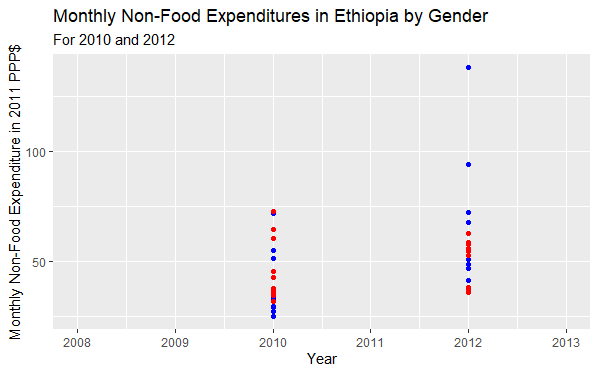 Monthly Non-Food Expenditures in Ethiopia by Gender
For 2010 and 2012
Monthly Non-Food Expenditure in 2011 PPP$
100
50
2008 2009 2010 2011 2012 2013
Year